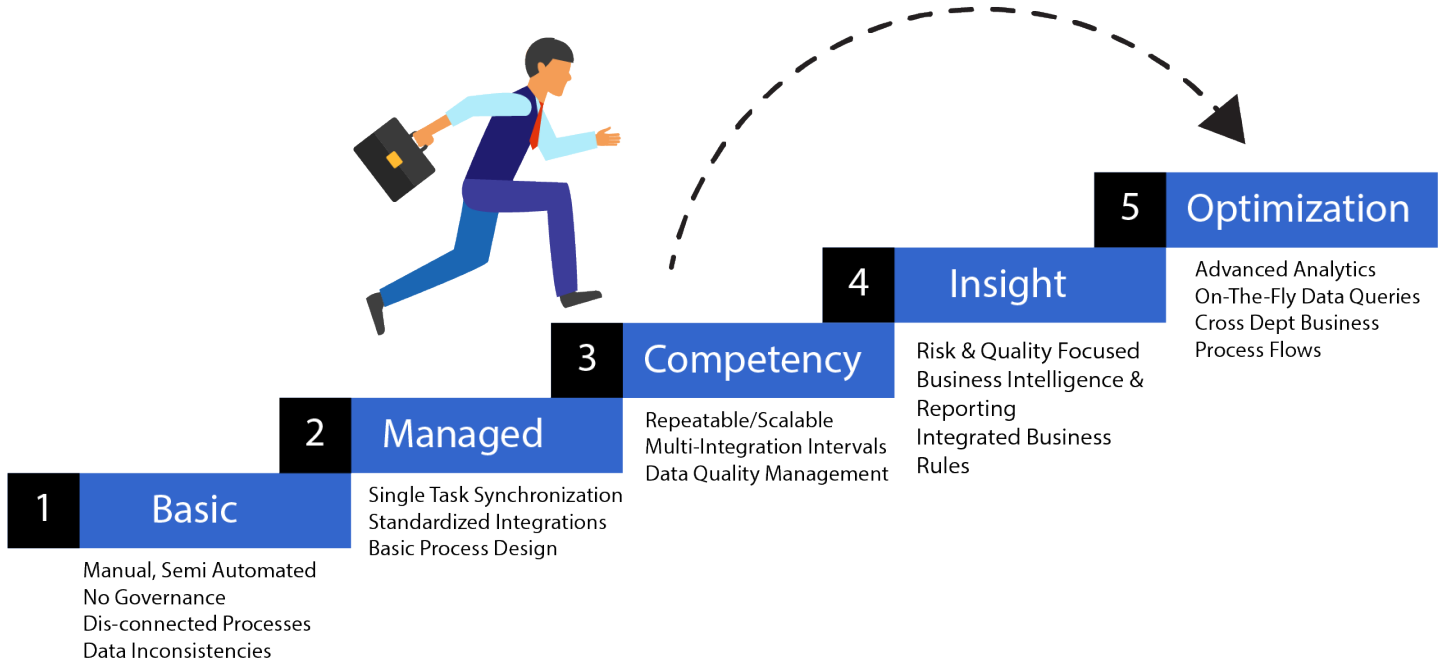 1 Basic
Manual, Semi Automated
No Governance
Dis-connected Processes
Data Inconsistencies
2 Managed
Single Task Synchronization
Standardized Integrations
Basic Process Design
3 Competency
Repeatable/Scalable
Multi-Integration Intervals
Data Quality Management
4 Insight
Risk & Quality Focused
Business Intelligence &
Reporting
Integrated Business
Rules
5 Optimization
Advanced Analytics
On-The-Fly Data Queries
Cross Dept Business
Process Flows